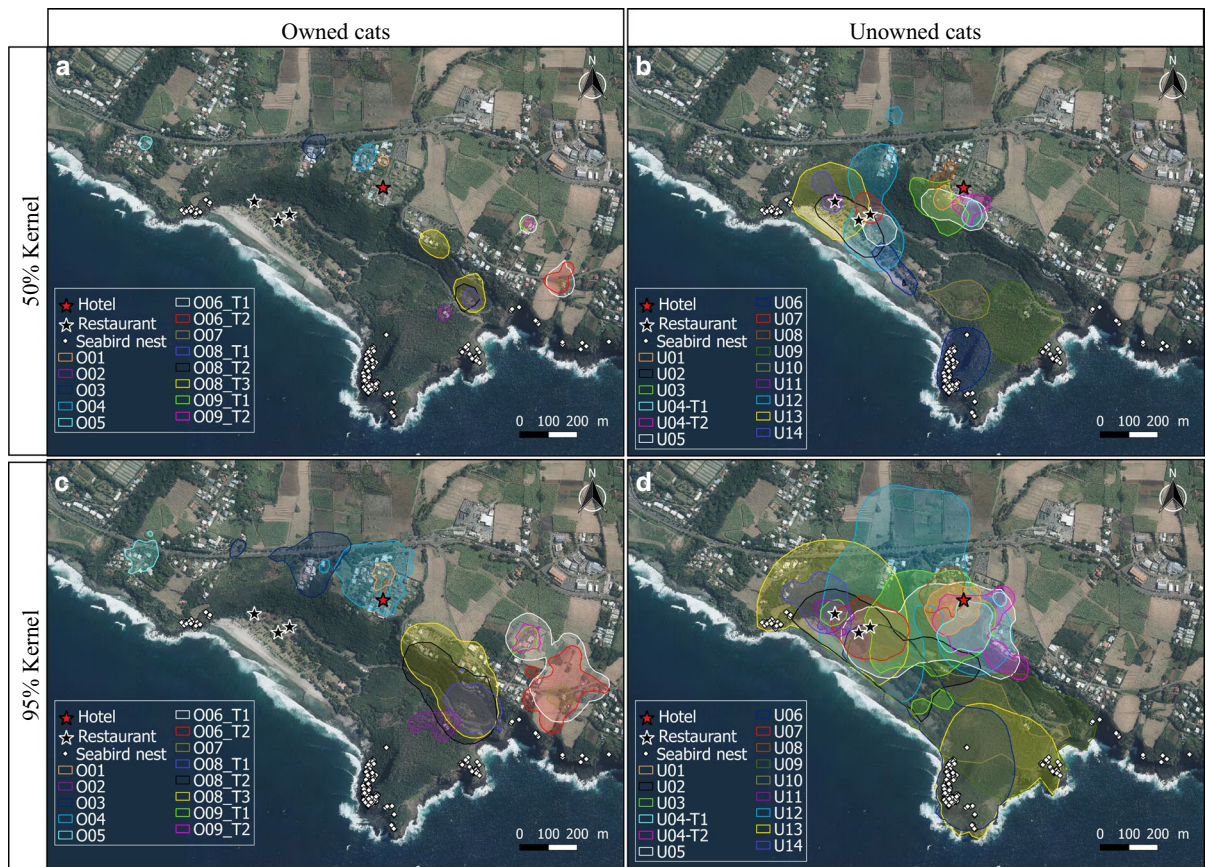 Owned cats
Unowned cats
50% Kernel
a
N
Hotel
Restaurant
Seabird nest
O01
O02
O03
O04
O05
O06_T1
O06_T2
O07
O08_T1
O08_T2
O08_T3
O09_T1
O09_T2
0 100 200 m
b
N
Hotel
Restaurant
Seabird nest
U01
U02
U03
U04-T1
U04-T2
U05
U06
U07
U08
U09
U10
U11
U12
U13
U14
0 100 200 m
95% Kernel
c
N
Hotel
Restaurant
Seabird nest
O01
O02
O03
O04
O05
O06_T1
O06_T2
O07
O08_T1
O08_T2
O08_T3
O09_T1
O09_T2
0 100 200 m
d
N
Hotel
Restaurant
Seabird nest
U01
U02
U03
U04-T1
U04-T2
U05
U06
U07
U08
U09
U10
U11
U12
U13
U14
0 100 200 m